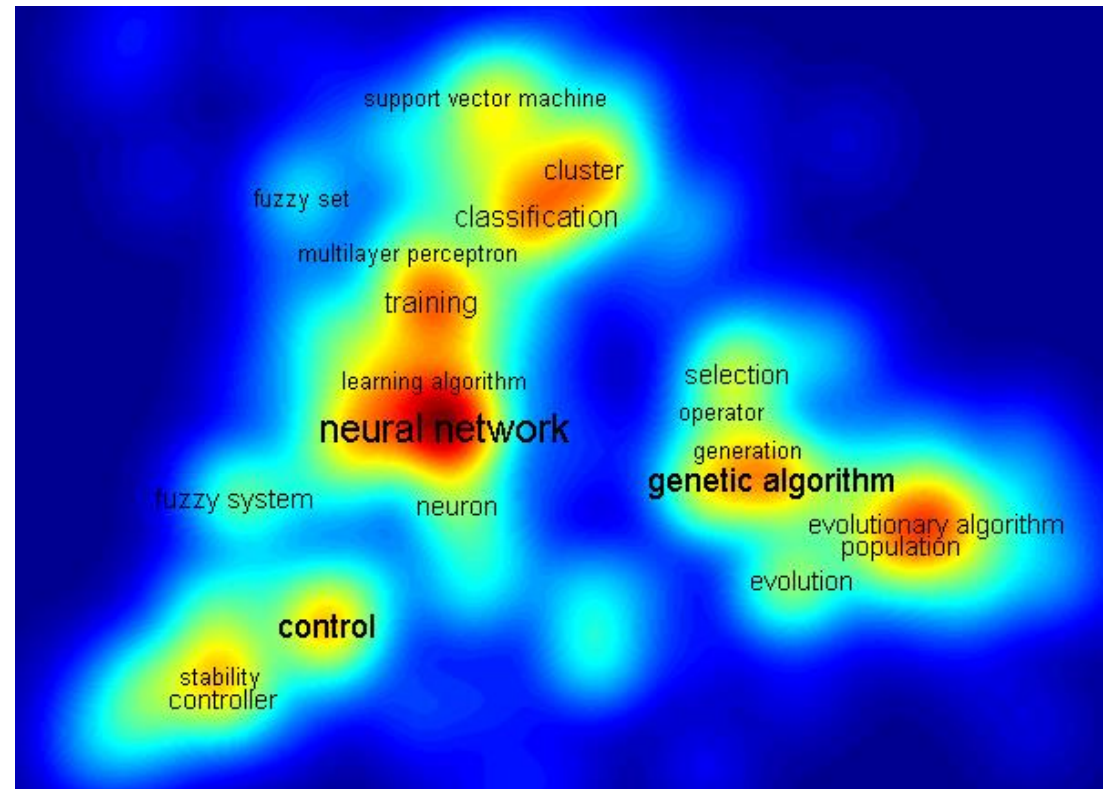 support vector machine
cluster
fuzzy set
classification
multilayer perceptron
training
selection
learning algorithm
operator
neural network
generation
genetic algorithm
fuzzy system
neuron
evolutionary algorithm
population
evolution
control
stability
controller